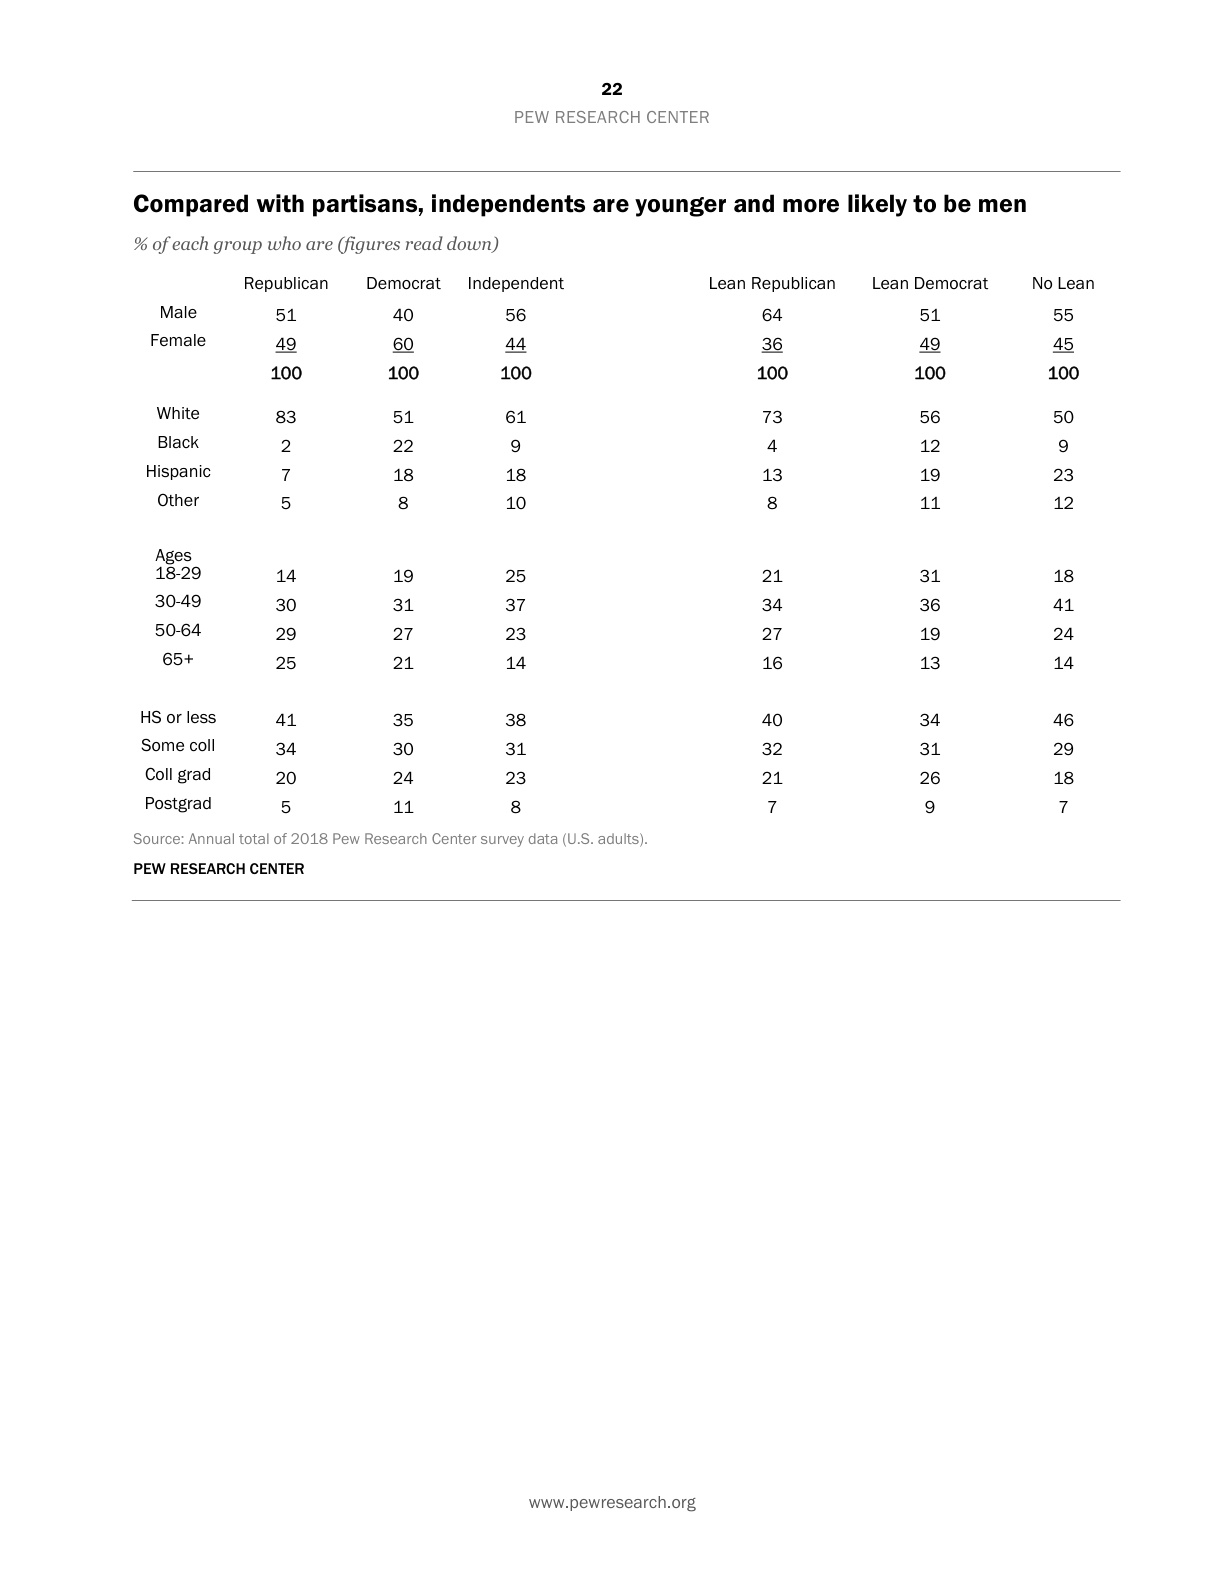 22
PEW RESEARCH CENTER
Compared with partisans, independents are younger and more likely to be men
% of each group who are (figures read down)
Republican Democrat Independent Lean Republican Lean Democrat No Lean
Male 51 40 56 64 51 55
Female 49 60 44 36 49 45
100 100 100 100 100 100
White 83 51 61 73 56 50
Black 2 22 9 4 12 9
Hispanic 7 18 18 13 19 23
Other 5 8 10 8 11 12
Ages
18-29 14 19 25 21 31 18
30-49 30 31 37 34 36 41
50-64 29 27 23 27 19 24
65+ 25 21 14 16 13 14
HS or less 41 35 38 40 34 46
Some coll 34 30 31 32 31 29
Coll grad 20 24 23 21 26 18
Postgrad 5 11 8 7 9 7
Source: Annual total of 2018 Pew Research Center survey data (U.S. adults).
PEW RESEARCH CENTER
www.pewresearch.org